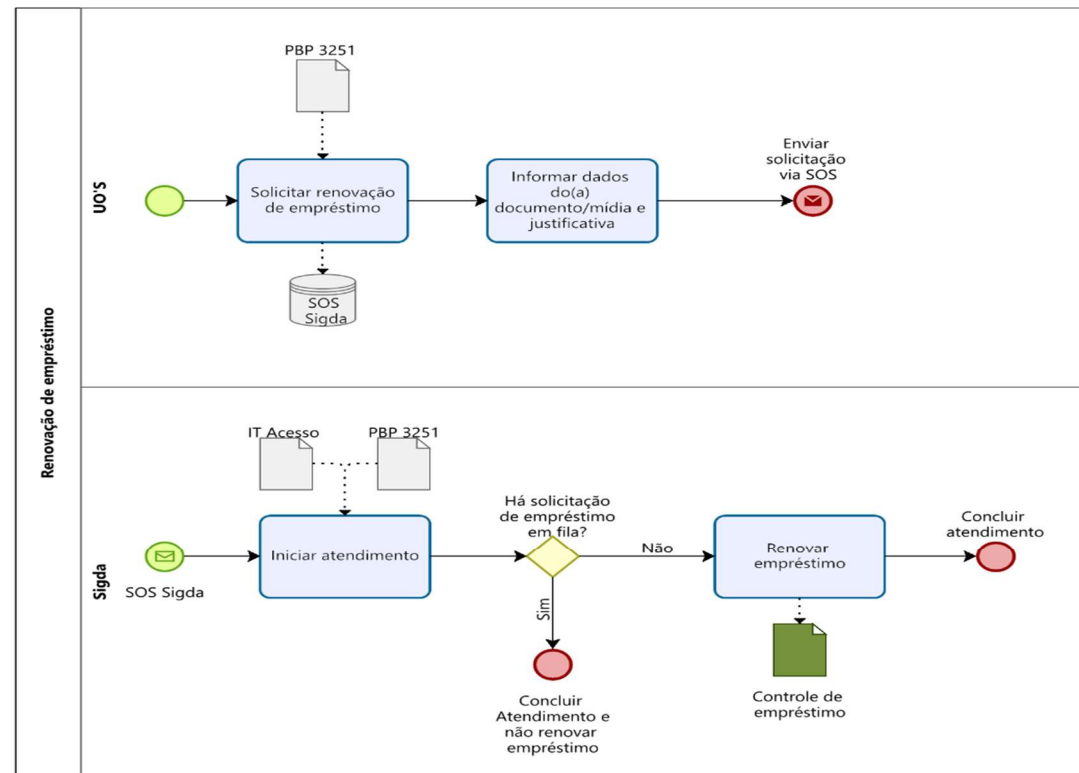 Renovação de empréstimo
UO'S
PBP 3251
Solicitar renovação
de empréstimo
SOS
Sigda
Informar dados
do(a)
documento/mídia e
justificativa
Enviar
solicitação
via SOS
Sigda
SOS Sigda
IT Acesso
PBP 3251
Iniciar atendimento
Há solicitação
de empréstimo
em fila?
Sim
Concluir
Atendimento e
não renovar
empréstimo
Não
Renovar
empréstimo
Controle de
empréstimo
Concluir
atendimento